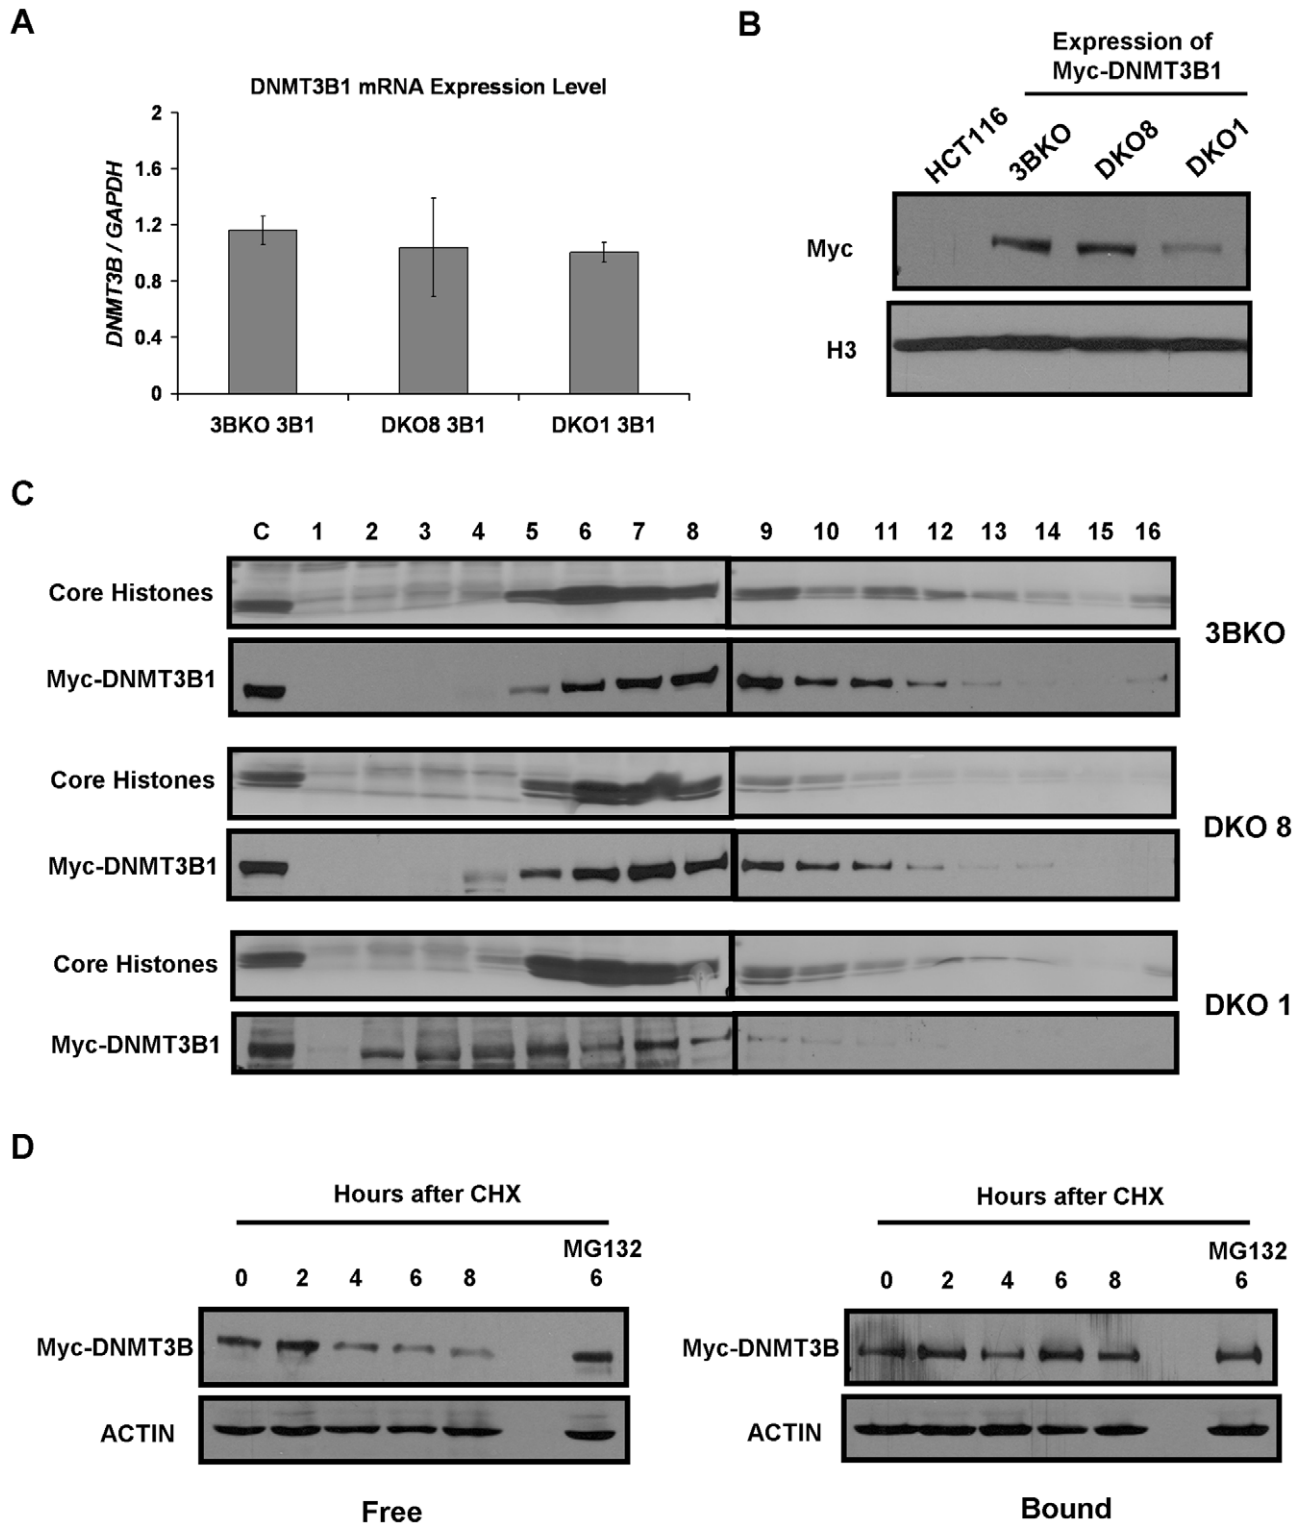 A
DNMT3B1 mRNA Expression Level
DNMT3B / GAPDH
2
1.6
1.2
0.8
0.4
0
3BKO 3B1 DKO8 3B1 DKO1 3B1
B
Expression of
Myc-DNMT3B1
HCT116 3BKO DKO8 DKO1
Myc
H3
C
C 1 2 3 4 5 6 7 8 9 10 11 12 13 14 15 16
Core Histones
Myc-DNMT3B1
3BKO
Core Histones
Myc-DNMT3B1
DKO 8
Core Histones
Myc-DNMT3B1
DKO 1
D
Hours after CHX
MG132
0 2 4 6 8 6
Myc-DNMT3B
ACTIN
Free
Hours after CHX
MG132
0 2 4 6 8 6
Myc-DNMT3B
ACTIN
Bound